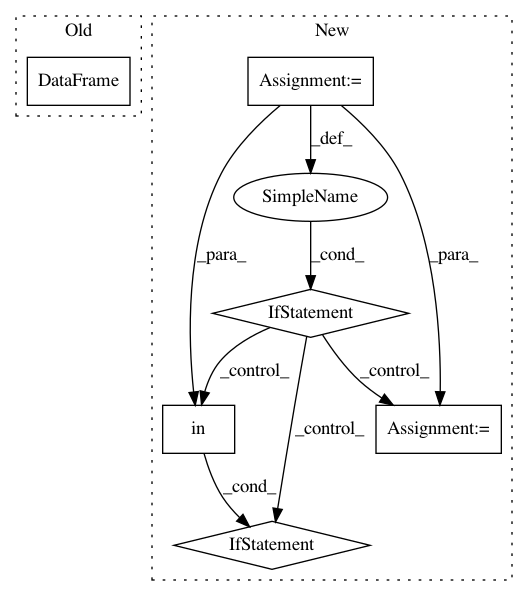 Old
New
DataFrame
Assignment:=
_def_
SimpleName
_para_
_cond_
_para_
IfStatement
_control_
_control_
_control_
in
Assignment:=
_cond_
IfStatement